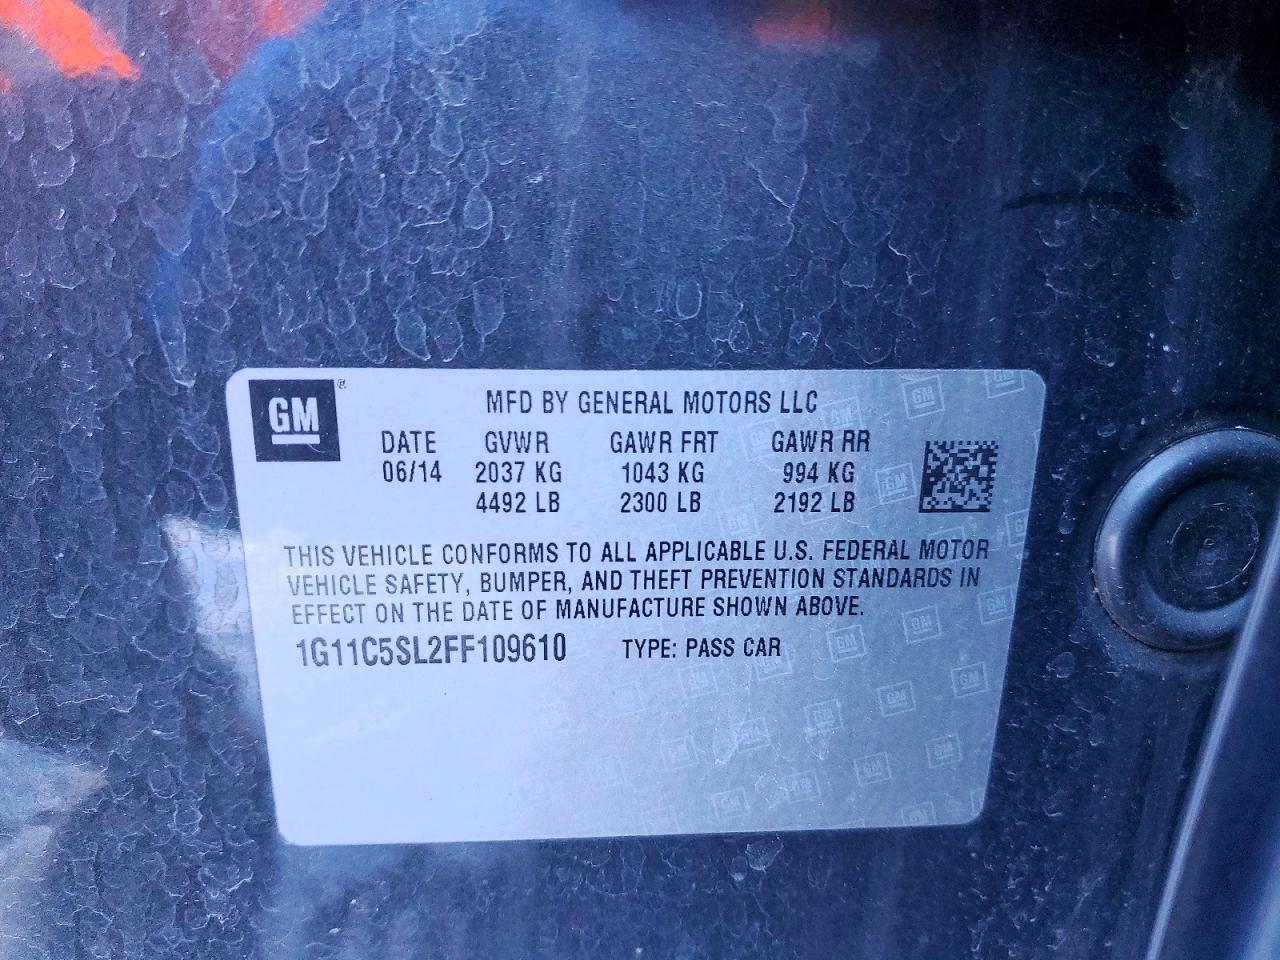 GM ®
MFD BY GENERAL MOTORS LLC
DATE GVWR GAWR FRT GAWR RR
06/14 2037 KG 1043 KG 994 KG
4492 LB 2300 LB 2192 LB
THIS VEHICLE CONFORMS TO ALL APPLICABLE U.S. FEDERAL MOTOR
VEHICLE SAFETY, BUMPER, AND THEFT PREVENTION STANDARDS IN
EFFECT ON THE DATE OF MANUFACTURE SHOWN ABOVE.
1G11C5SL2FF109610 TYPE: PASS CAR